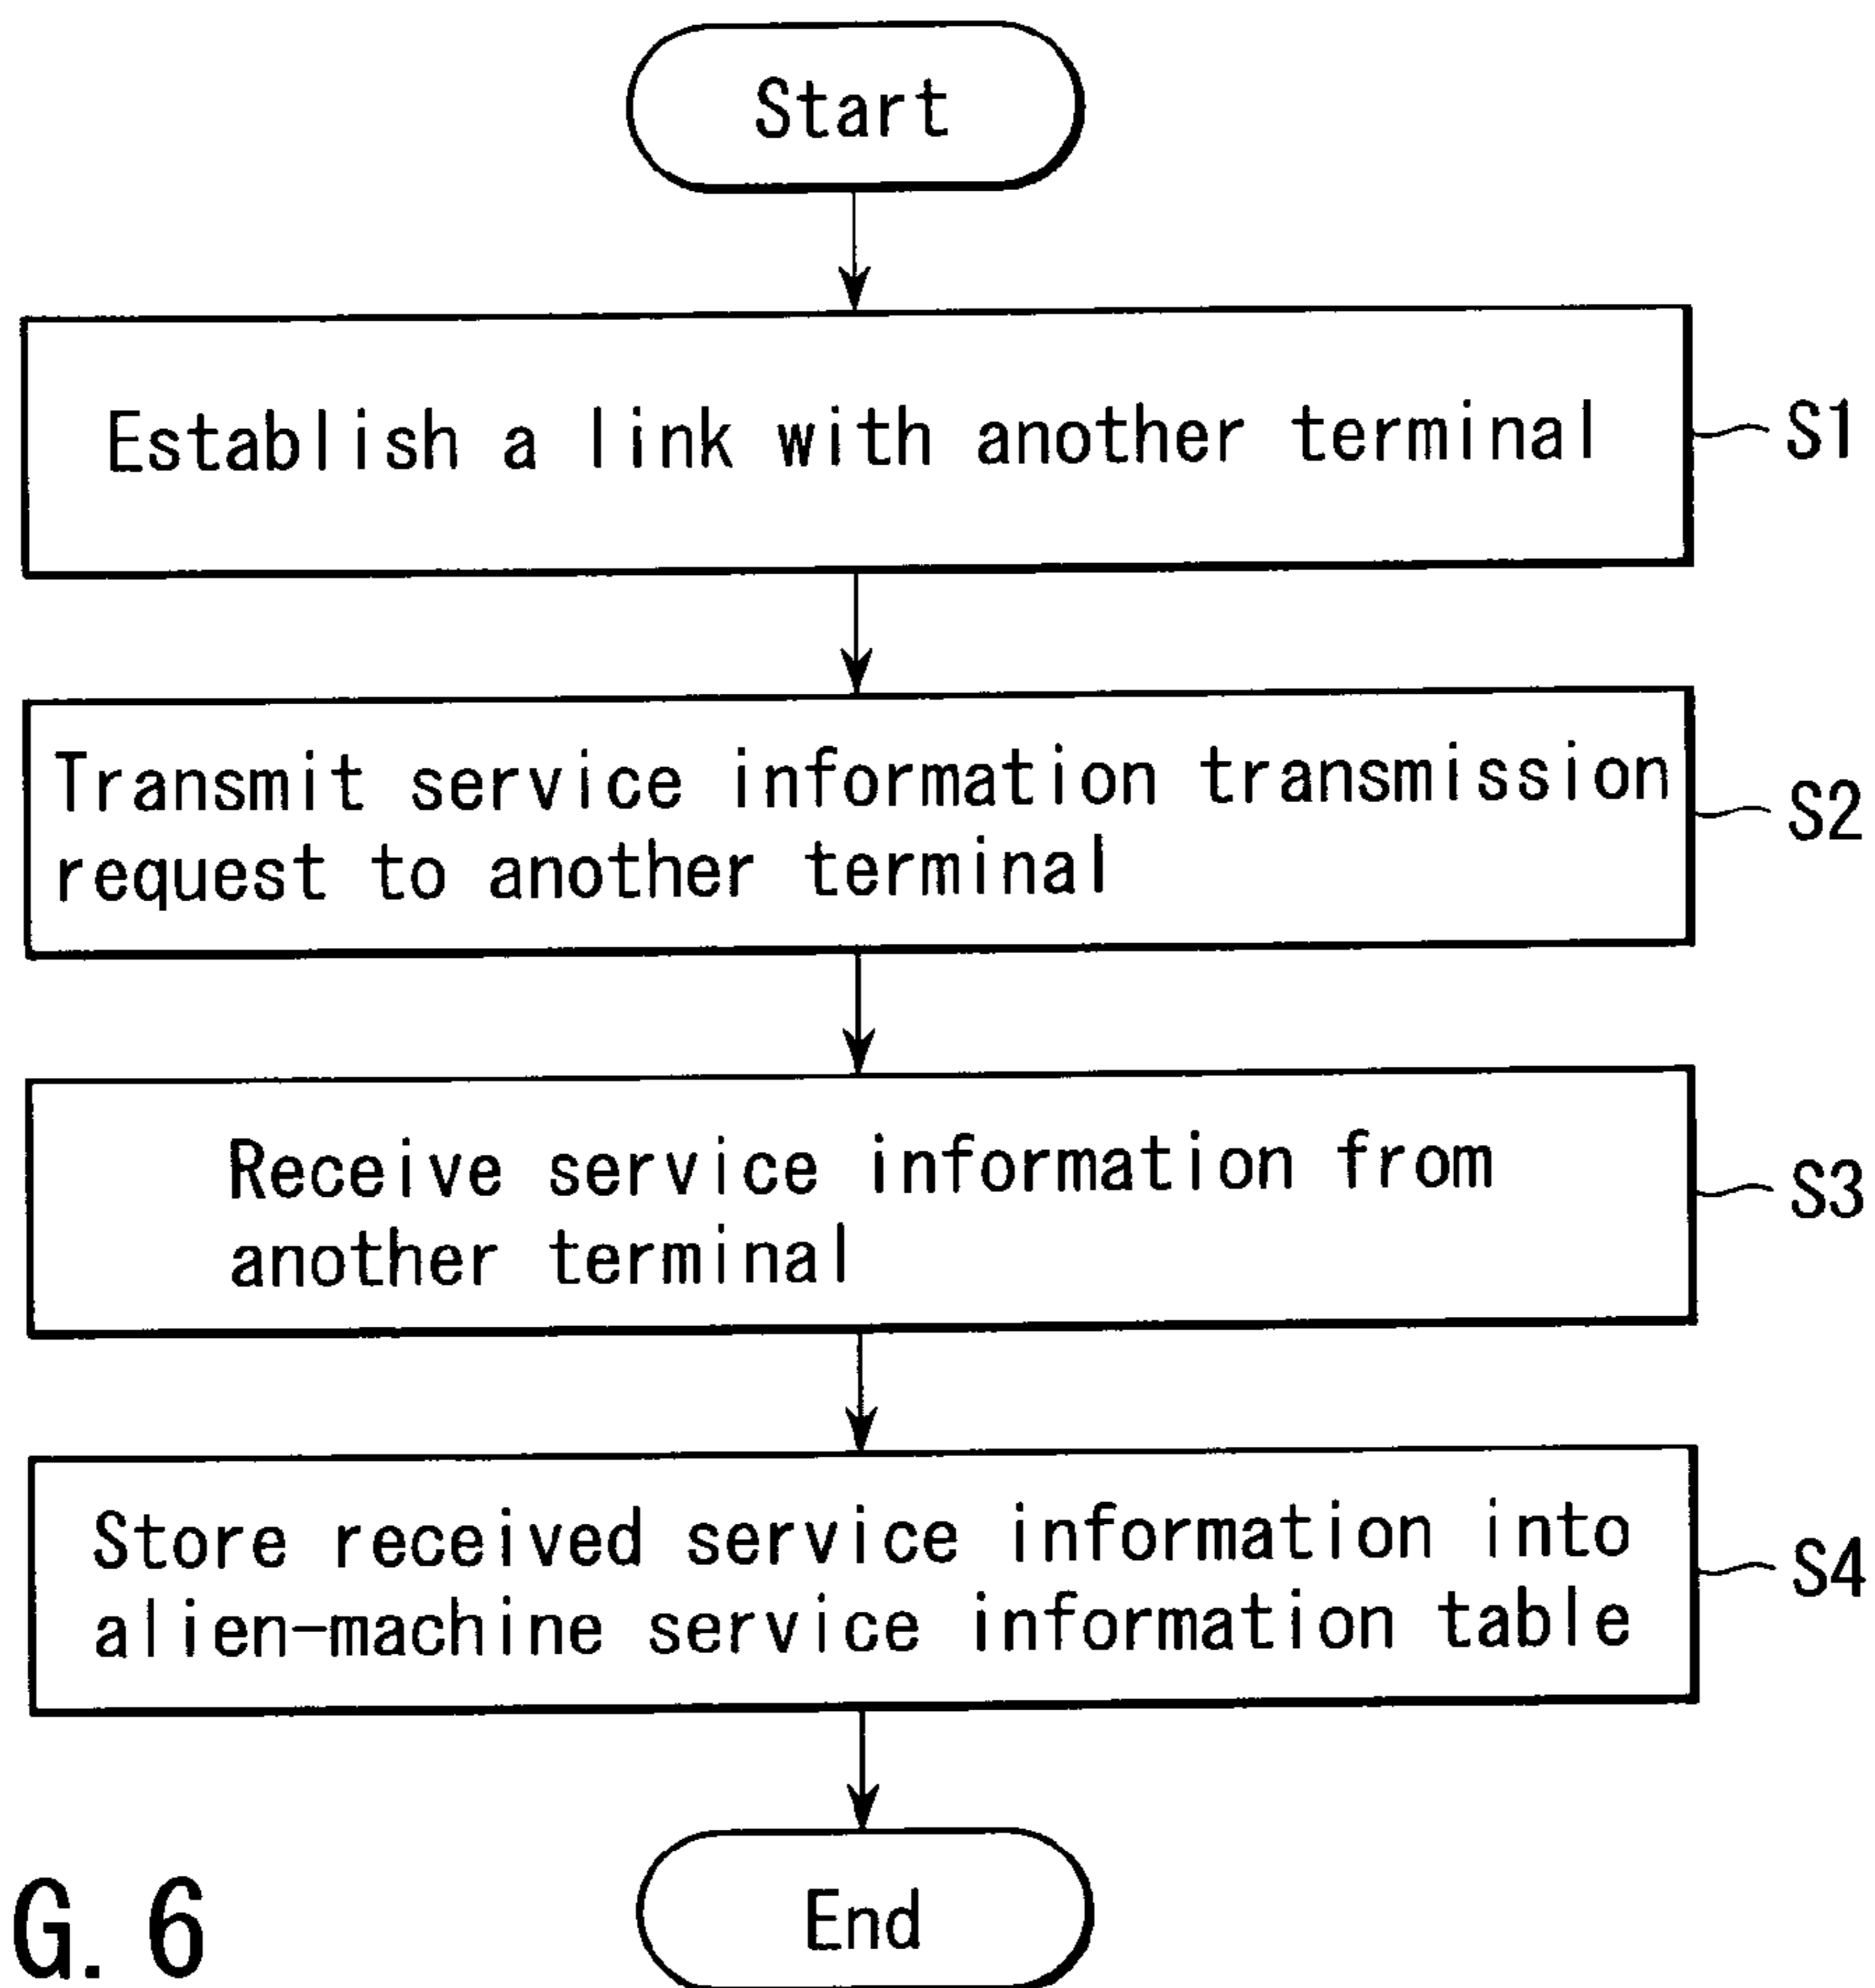 Start
Establish a link with another terminal
S1
Transmit service information transmission
request to another terminal
S2
Receive service information from
another terminal
S3
Store received service information into
alien-machine service information table
S4
End
G. 6